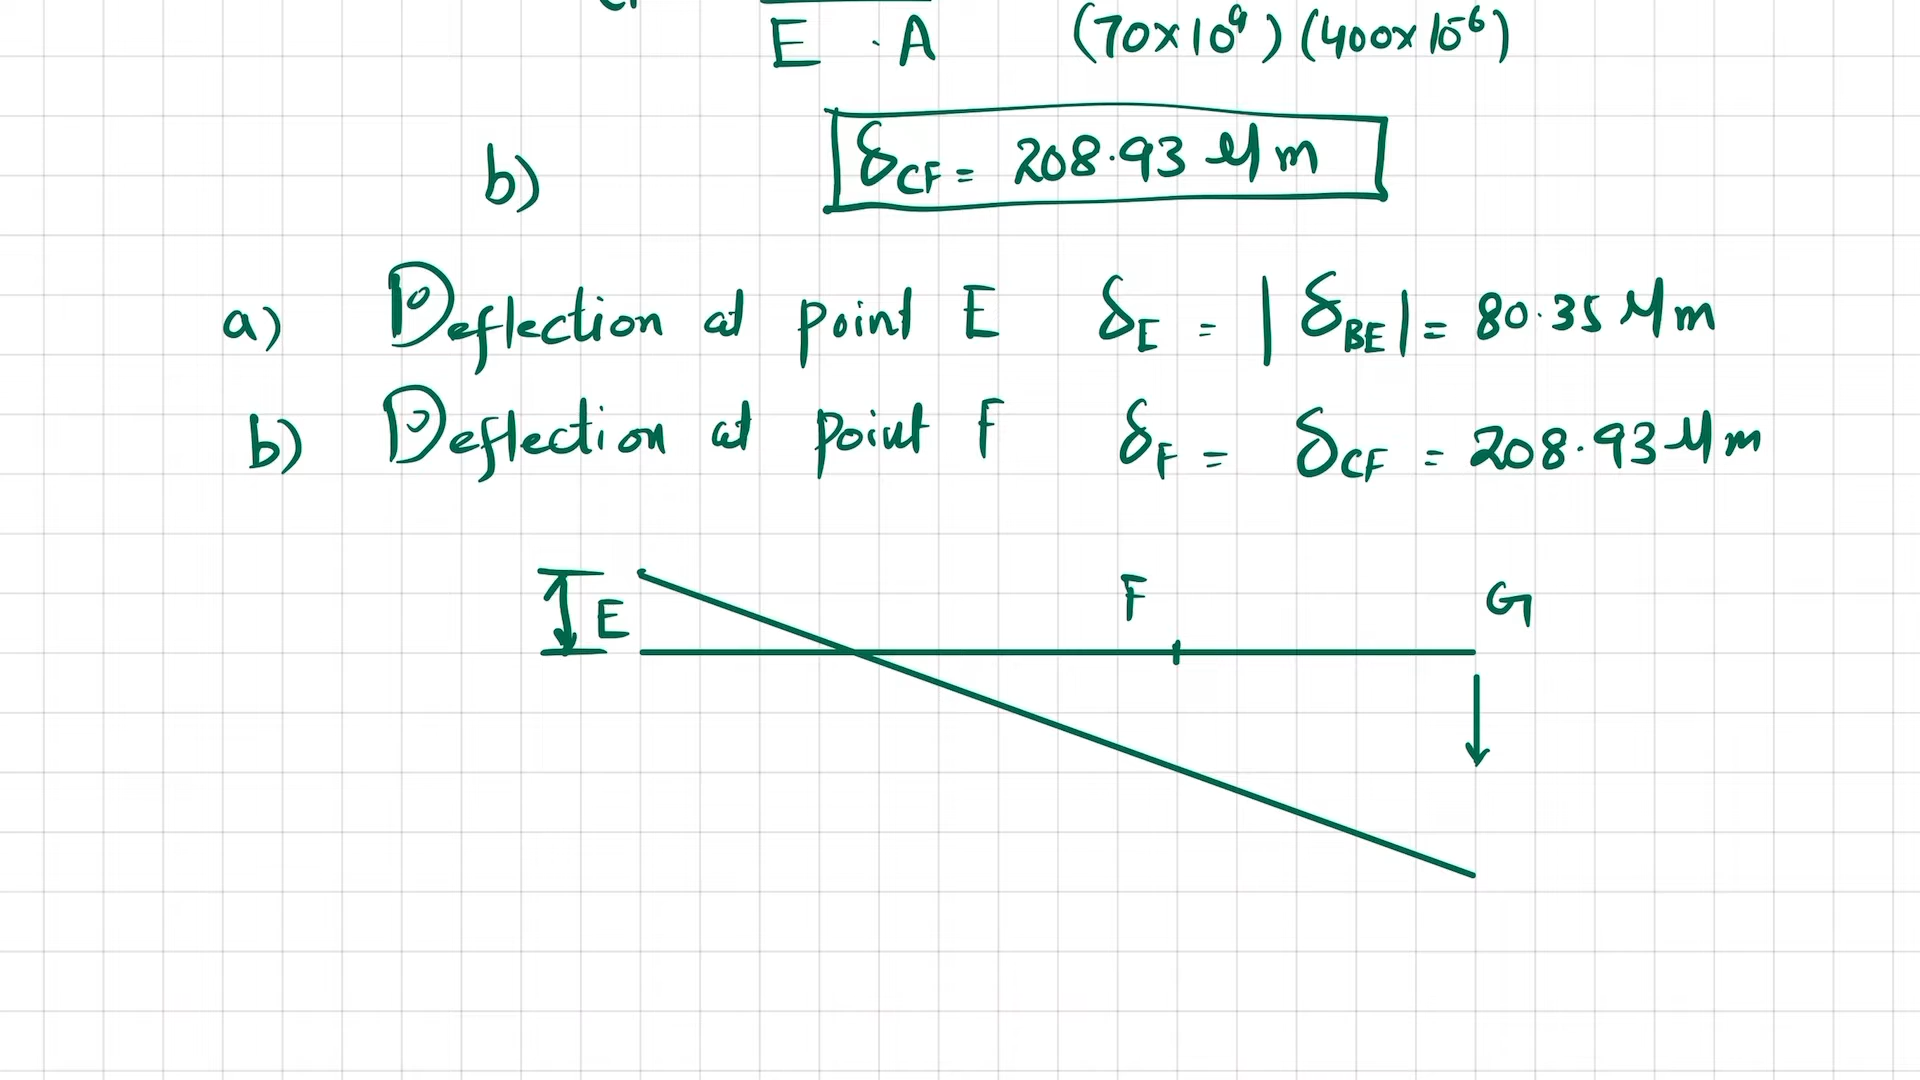 E · A (70×10⁹) (400×10⁻⁶)
b) δCF = 208.93 μm
a) Deflection at point E δE = |δBE| = 80.35 μm
b) Deflection at point F δF = δCF = 208.93 μm
E F G